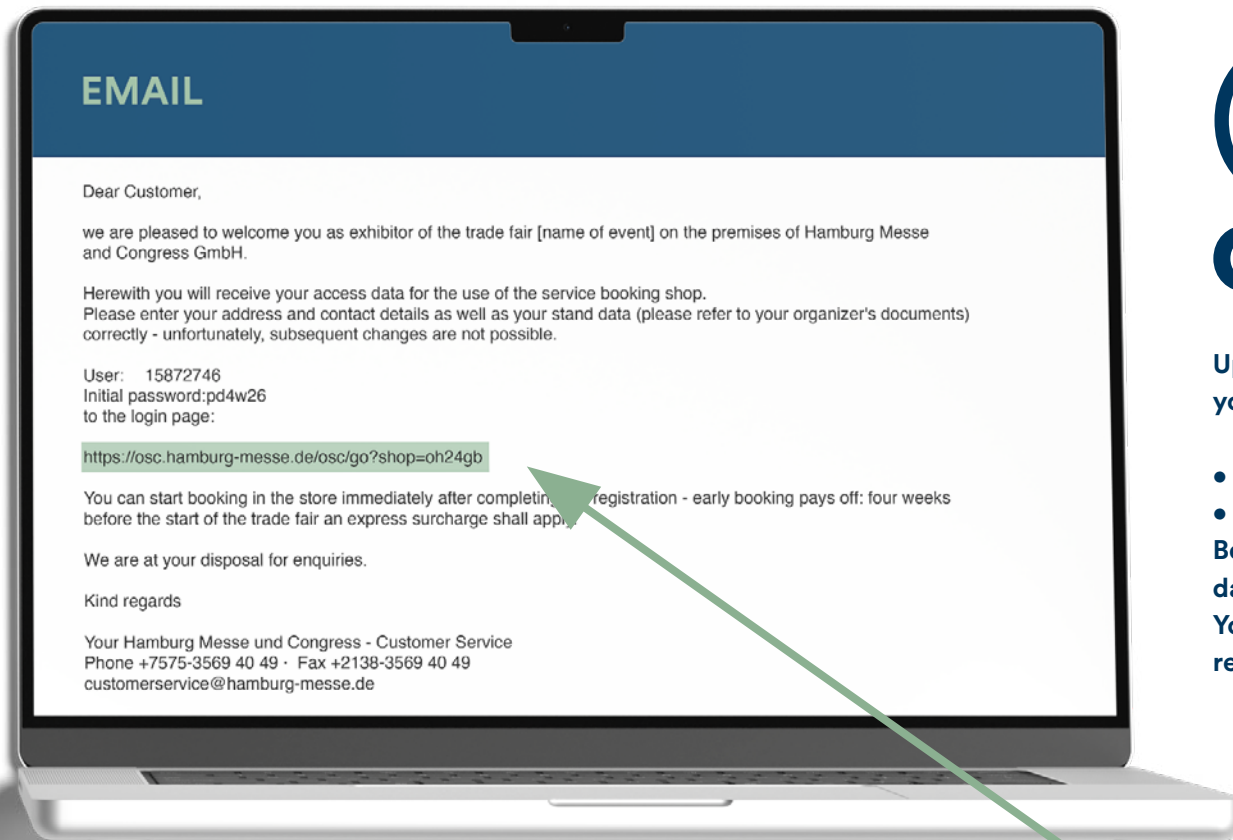 EMAIL
Dear Customer,
we are pleased to welcome you as exhibitor of the trade fair [name of event] on the premises of Hamburg Messe
and Congress GmbH.
Herewith you will receive your access data for the use of the service booking shop.
Please enter your address and contact details as well as your stand data (please refer to your organizer's documents)
correctly - unfortunately, subsequent changes are not possible.
User: 15872746
Initial password:pd4w26
to the login page:
https://osc.hamburg-messe.de/osc/go?shop=oh24gb
You can start booking in the store immediately after completing registration - early booking pays off: four weeks
before the start of the trade fair an express surcharge shall
We are at your disposal for enquiries.
Kind regards
Your Hamburg Messe und Congress - Customer Service
Phone +7575-3569 40 49 · Fax +2138-3569 40 49
customerservice@hamburg-messe.de
Up
yo
•
•
Be
da
Yo
re